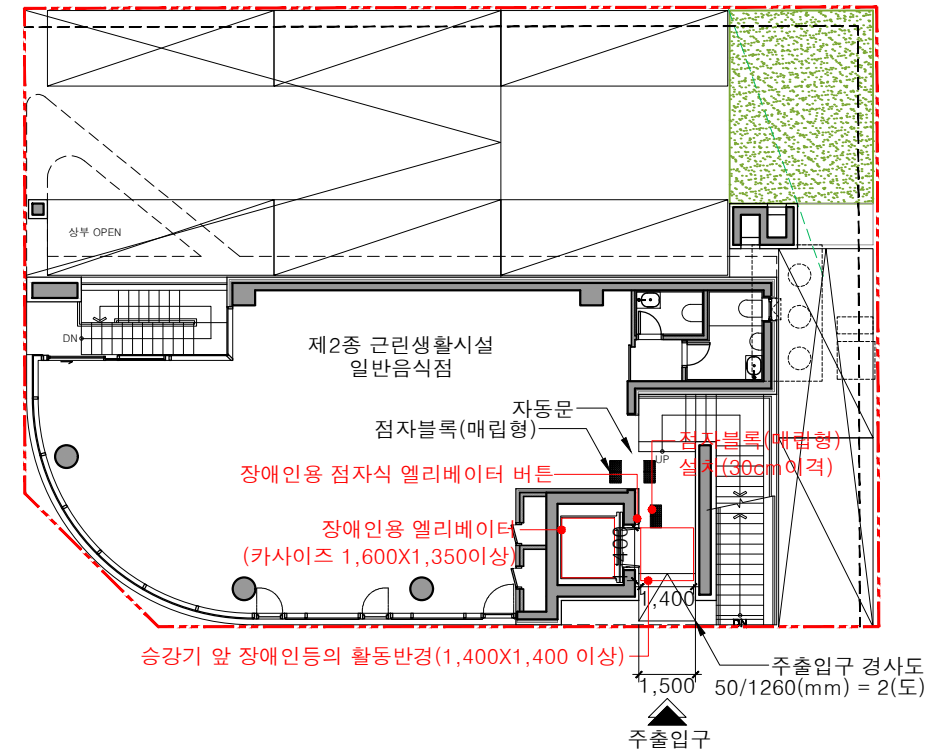 상부 OPEN
DN
제2종 근린생활시설
일반음식점
자동문
점자블록(매립형)
점자블록(매립형)
설치(30cm이격)
UP
장애인용 점자식 엘리베이터 버튼
장애인용 엘리베이터
(카사이즈 1,600X1,350이상)
1,400
DN
승강기 앞 장애인등의 활동반경(1,400X1,400 이상)
주출입구 경사도
50/1260(mm) = 2(도)
1,500
주출입구